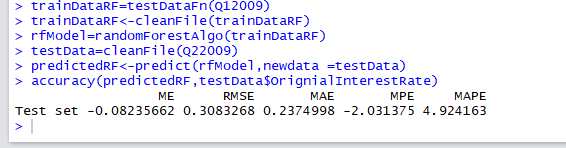 > trainDataRF=testDataFn(Q12009)
> trainDataRF<-cleanFile(trainDataRF)
> rfModel=randomForestAlgo(trainDataRF)
> testData=cleanFile(Q22009)
> predictedRF<-predict(rfModel,newdata =testData)
> accuracy(predictedRF,testData$OrignialInterestRate)
ME RMSE MAE MPE MAPE
Test set -0.08235662 0.3083268 0.2374998 -2.031375 4.924163
>